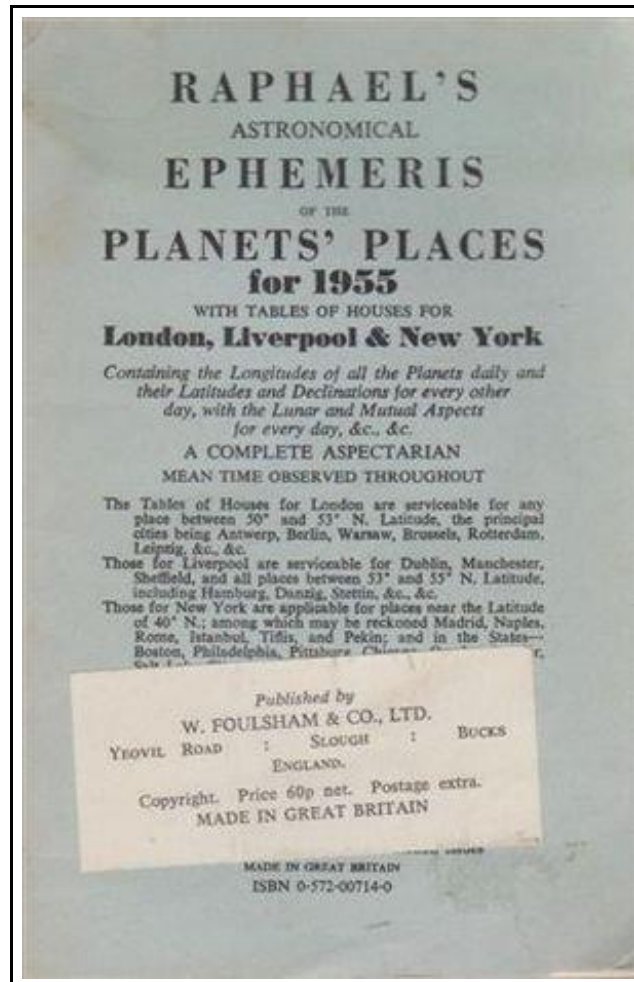 RAPHAEL'S
ASTRONOMICAL
EPHEMERIS
OF THE
PLANETS' PLACES
for 1955
WITH TABLES OF HOUSES FOR
London, Liverpool & New York
Containing the Longitudes of all the Planets daily and
their Latitudes and Declinations for every other
day, with the Lunar and Mutual Aspects
for every day, &c., &c.
A COMPLETE ASPECTARIAN
MEAN TIME OBSERVED THROUGHOUT
The Tables of Houses for London are serviceable for any
place between 50° and 53° N. Latitude, the principal
cities being Antwerp, Berlin, Warsaw, Brussels, Rotterdam,
Leipzig, &c., &c.
Those for Liverpool are serviceable for Dublin, Manchester,
Sheffield, and all places between 53° and 55° N. Latitude,
including Hamburg, Danzig, Stettin, &c., &c.
Those for New York are applicable for places near the Latitude
of 40° N.; among which may be reckoned Madrid, Naples,
Rome, Istanbul, Tiflis, and Pekin; and in the States—
Boston, Philadelphia, Pittsburg, Chicago,
Salt
Published by
W. FOULSHAM & CO., LTD.
YEOVIL ROAD : SLOUGH : BUCKS
ENGLAND.
Copyright. Price 60p net. Postage extra.
MADE IN GREAT BRITAIN
ISSUES
MADE IN GREAT BRITAIN
ISBN 0-572-00714-0